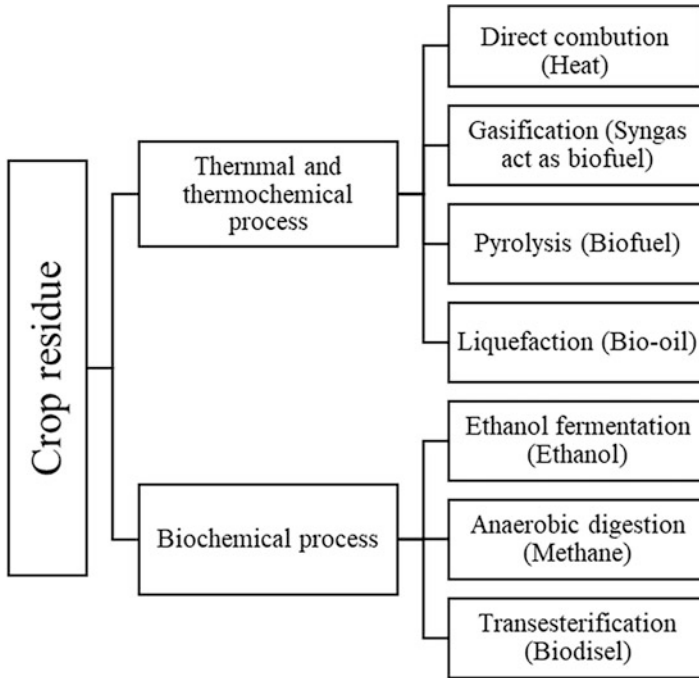 Crop residue
Thernmal and
thermochemical
process
Direct combution
(Heat)
Gasification (Syngas
act as biofuel)
Pyrolysis (Biofuel)
Liquefaction (Bio-oil)
Biochemical process
Ethanol fermentation
(Ethanol)
Anaerobic digestion
(Methane)
Transesterification
(Biodisel)